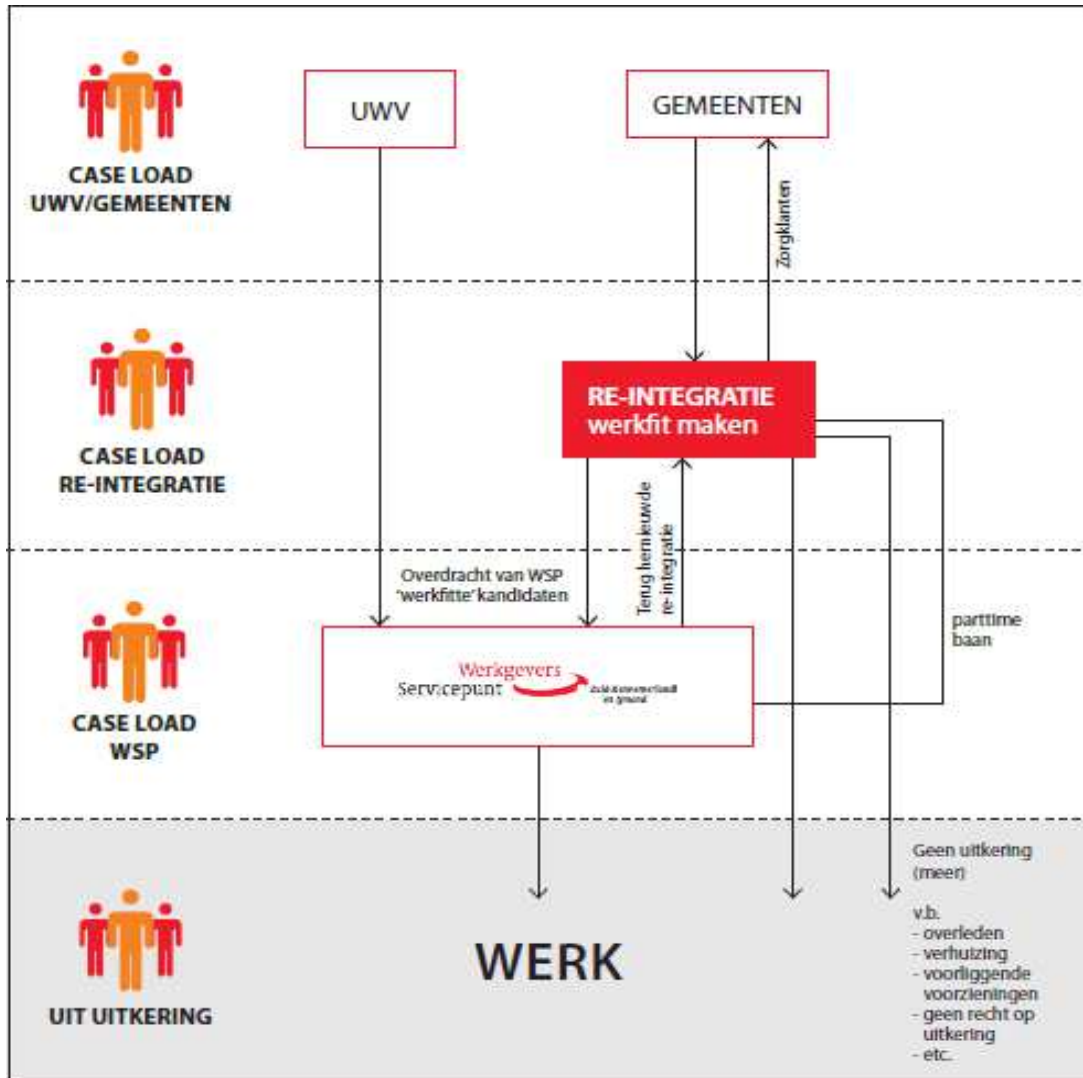 UWV
GEMEENTEN
CASE LOAD
UWV/GEMEENTEN
Zorgklanten
RE-INTEGRATIE
werkfit maken
CASE LOAD
RE-INTEGRATIE
Overdracht van WSP
'werkfitte' kandidaten
Terug hernieuwde
re-integratie
parttime
baan
Werkgevers
Servicepunt
Zuid-Kennemerland
CASE LOAD
WSP
Geen uitkering
(meer)
v.b.
- overleden
- verhuizing
- voorliggende
voorzieningen
- geen recht op
uitkering
- etc.
WERK
UIT UITKERING